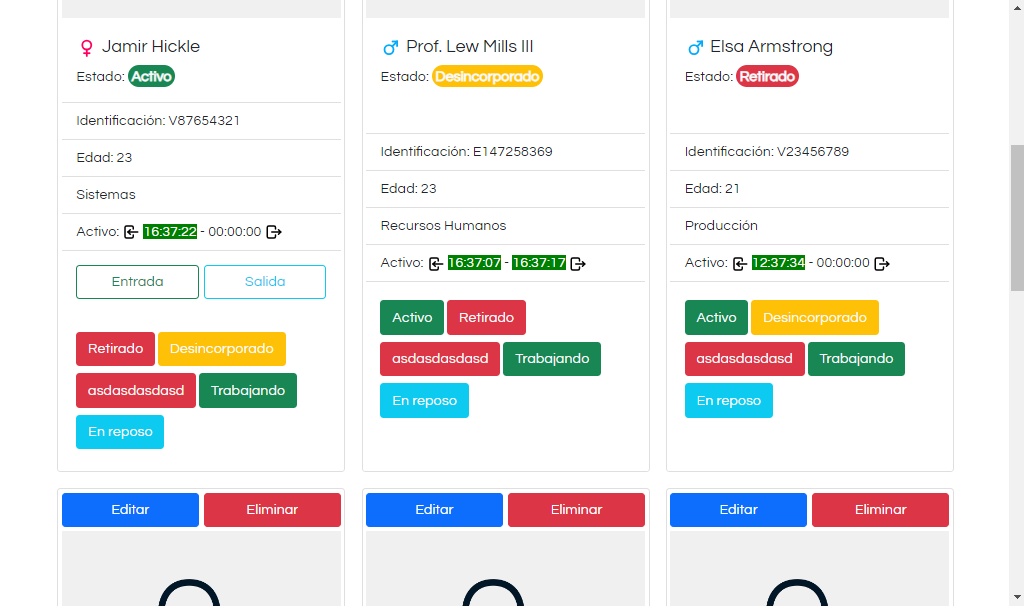 Jamir Hickle
Estado: Activo
Identificación: V87654321
Edad: 23
Sistemas
Activo: 16:37:22 - 00:00:00
Entrada Salida
Retirado Desincorporado
asdasdasdasd Trabajando
En reposo
Prof. Lew Mills III
Estado: Desincorporado
Identificación: E147258369
Edad: 23
Recursos Humanos
Activo: 16:37:07 - 16:37:17
Activo Retirado
asdasdasdasd Trabajando
En reposo
Elsa Armstrong
Estado: Retirado
Identificación: V23456789
Edad: 21
Producción
Activo: 12:37:34 - 00:00:00
Activo Desincorporado
asdasdasdasd Trabajando
En reposo
Editar Eliminar
Editar Eliminar
Editar Eliminar